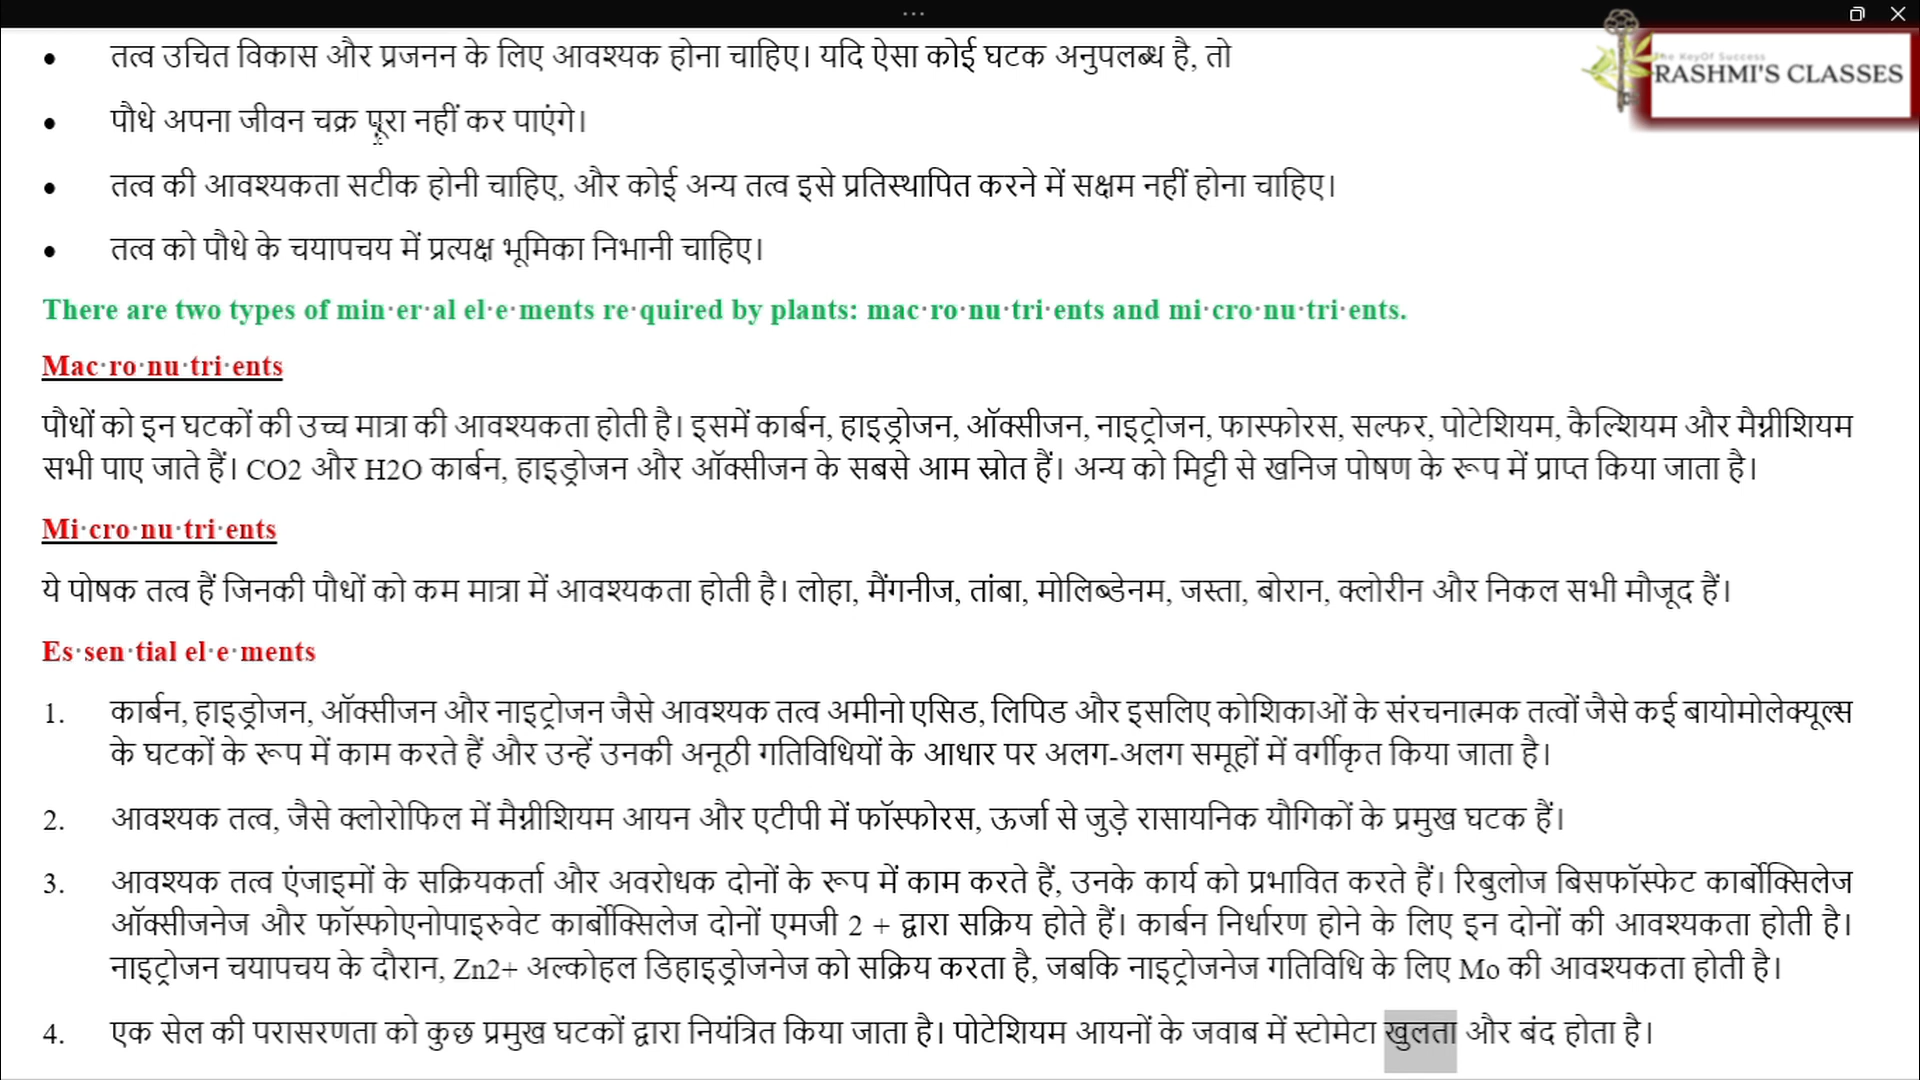 ...
The KeyOf Success
RASHMI'S CLASSES
• तत्व उचित विकास और प्रजनन के लिए आवश्यक होना चाहिए। यदि ऐसा कोई घटक अनुपलब्ध है, तो
• पौधे अपना जीवन चक्र पूरा नहीं कर पाएंगे।
• तत्व की आवश्यकता सटीक होनी चाहिए, और कोई अन्य तत्व इसे प्रतिस्थापित करने में सक्षम नहीं होना चाहिए।
• तत्व को पौधे के चयापचय में प्रत्यक्ष भूमिका निभानी चाहिए।
There are two types of min·er·al el·e·ments re·quired by plants: mac·ro·nu·tri·ents and mi·cro·nu·tri·ents.
Mac·ro·nu·tri·ents
पौधों को इन घटकों की उच्च मात्रा की आवश्यकता होती है। इसमें कार्बन, हाइड्रोजन, ऑक्सीजन, नाइट्रोजन, फास्फोरस, सल्फर, पोटेशियम, कैल्शियम और मैग्नीशियम
सभी पाए जाते हैं। CO2 और H2O कार्बन, हाइड्रोजन और ऑक्सीजन के सबसे आम स्रोत हैं। अन्य को मिट्टी से खनिज पोषण के रूप में प्राप्त किया जाता है।
Mi·cro·nu·tri·ents
ये पोषक तत्व हैं जिनकी पौधों को कम मात्रा में आवश्यकता होती है। लोहा, मैंगनीज, तांबा, मोलिब्डेनम, जस्ता, बोरान, क्लोरीन और निकल सभी मौजूद हैं।
Es·sen·tial el·e·ments
1. कार्बन, हाइड्रोजन, ऑक्सीजन और नाइट्रोजन जैसे आवश्यक तत्व अमीनो एसिड, लिपिड और इसलिए कोशिकाओं के संरचनात्मक तत्वों जैसे कई बायोमोलेक्यूल्स
के घटकों के रूप में काम करते हैं और उन्हें उनकी अनूठी गतिविधियों के आधार पर अलग-अलग समूहों में वर्गीकृत किया जाता है।
2. आवश्यक तत्व, जैसे क्लोरोफिल में मैग्नीशियम आयन और एटीपी में फॉस्फोरस, ऊर्जा से जुड़े रासायनिक यौगिकों के प्रमुख घटक हैं।
3. आवश्यक तत्व एंजाइमों के सक्रियकर्ता और अवरोधक दोनों के रूप में काम करते हैं, उनके कार्य को प्रभावित करते हैं। रिबुलोज बिसफॉस्फेट कार्बोक्सिलेज
ऑक्सीजनेज और फॉस्फोएनोपाइरुवेट कार्बोक्सिलेज दोनों एमजी 2 + द्वारा सक्रिय होते हैं। कार्बन निर्धारण होने के लिए इन दोनों की आवश्यकता होती है।
नाइट्रोजन चयापचय के दौरान, Zn2+ अल्कोहल डिहाइड्रोजनेज को सक्रिय करता है, जबकि नाइट्रोजनेज गतिविधि के लिए Mo की आवश्यकता होती है।
4. एक सेल की परासरणता को कुछ प्रमुख घटकों द्वारा नियंत्रित किया जाता है। पोटेशियम आयनों के जवाब में स्टोमेटा खुलता और बंद होता है।